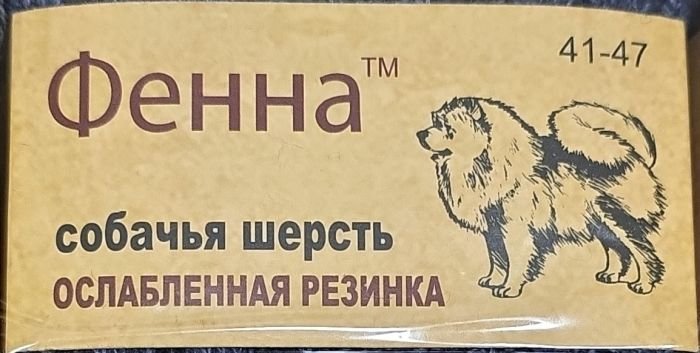 Фенна™
41-47
собачья шерсть
ОСЛАБЛЕННАЯ РЕЗИНКА